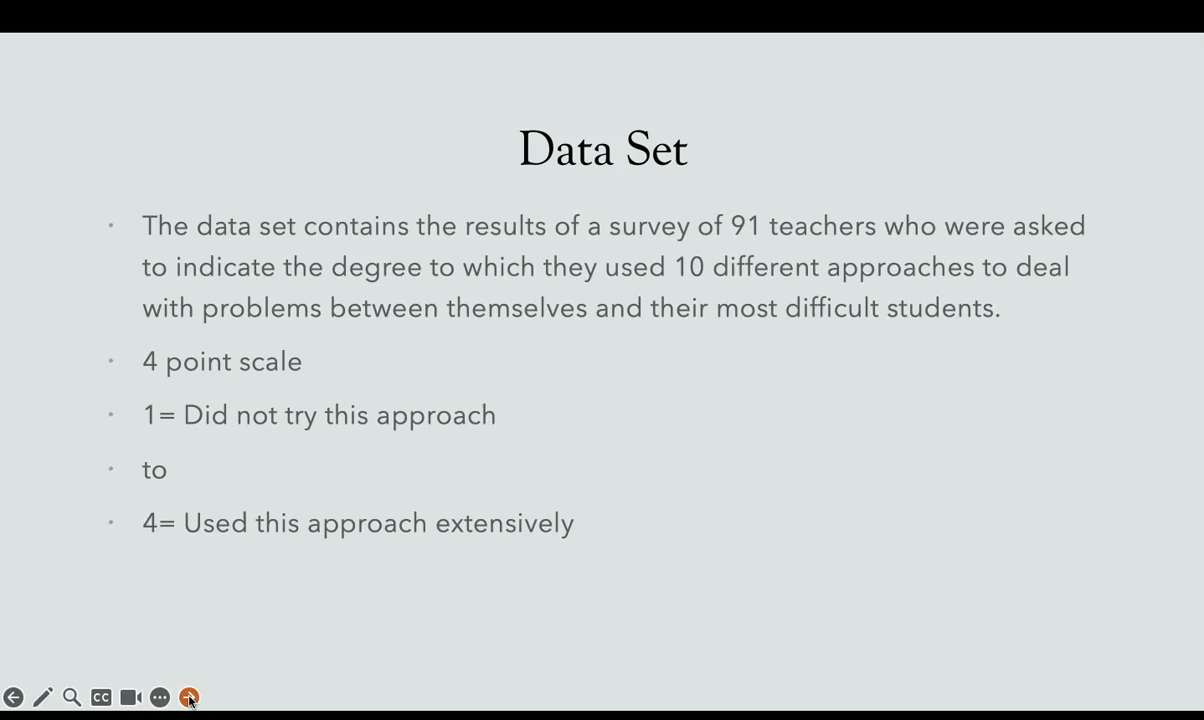 Data Set
The data set contains the results of a survey of 91 teachers who were asked
to indicate the degree to which they used 10 different approaches to deal
with problems between themselves and their most difficult students.
4 point scale
1= Did not try this approach
to
4= Used this approach extensively
CC